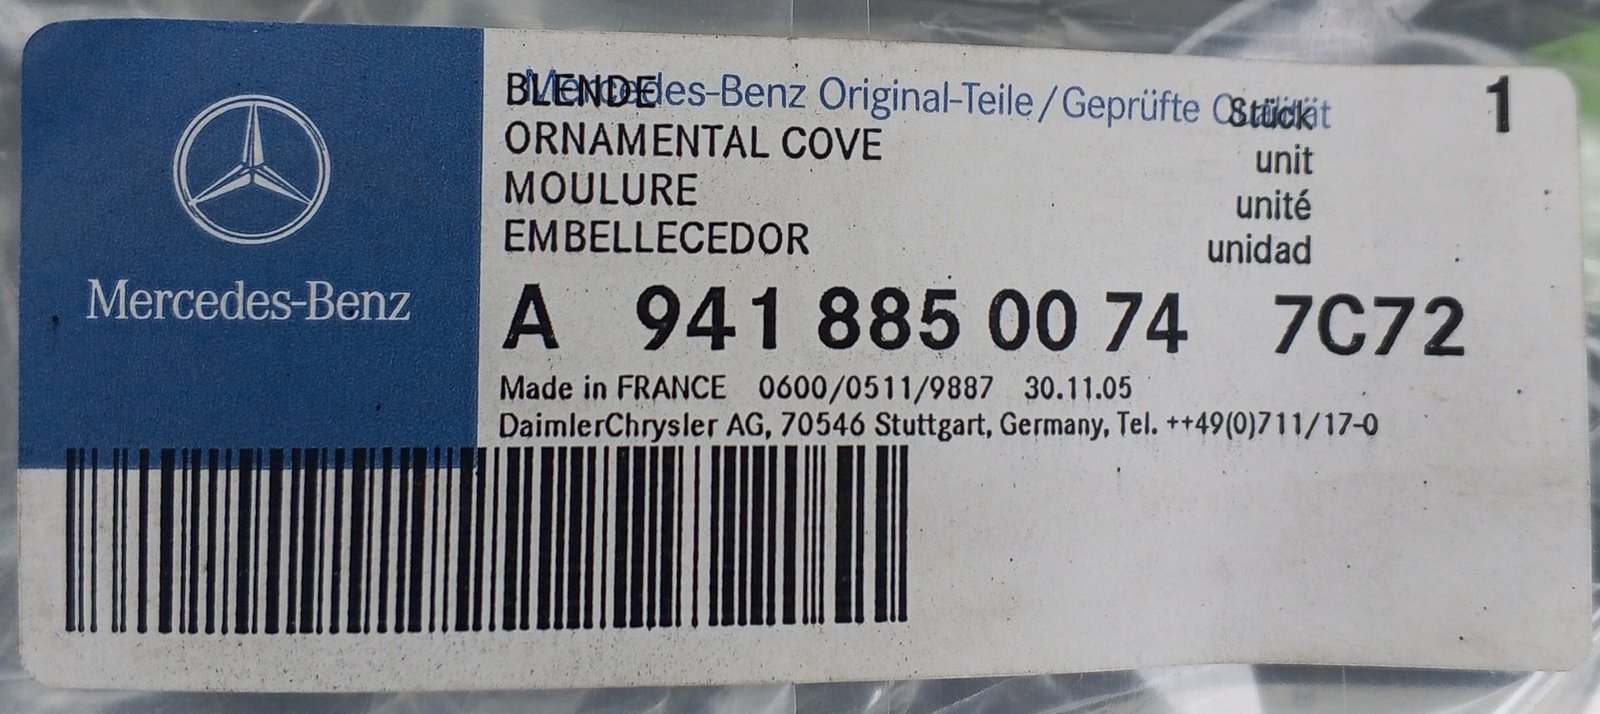 Mercedes-Benz
Mercedes-Benz Original-Teile/Geprüfte Qualität
BLENDE Stück 1
ORNAMENTAL COVE unit
MOULURE unité
EMBELLECEDOR unidad
A 941 885 00 74 7C72
Made in FRANCE 0600/0511/9887 30.11.05
DaimlerChrysler AG, 70546 Stuttgart, Germany, Tel. ++49(0)711/17-0